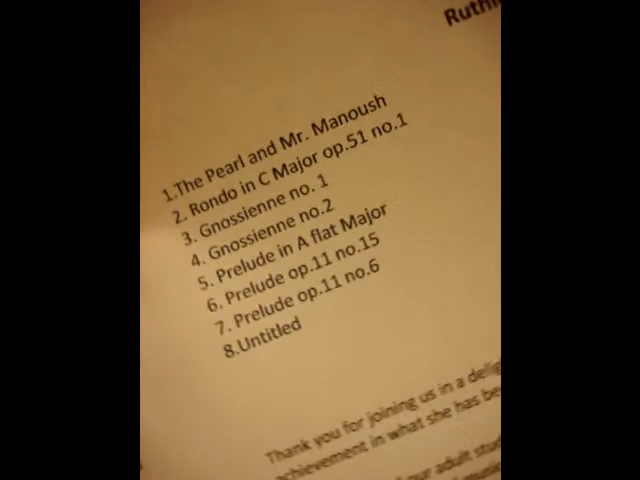 1.The Pearl and Mr. Manoush
2. Rondo in C Major op.51 no.1
3. Gnossienne no. 1
4. Gnossienne no.2
5. Prelude in A flat Major
6. Prelude op.11 no.15
7. Prelude op.11 no.6
8.Untitled
Thank you for joining us in a
achievement in what she has
our adult